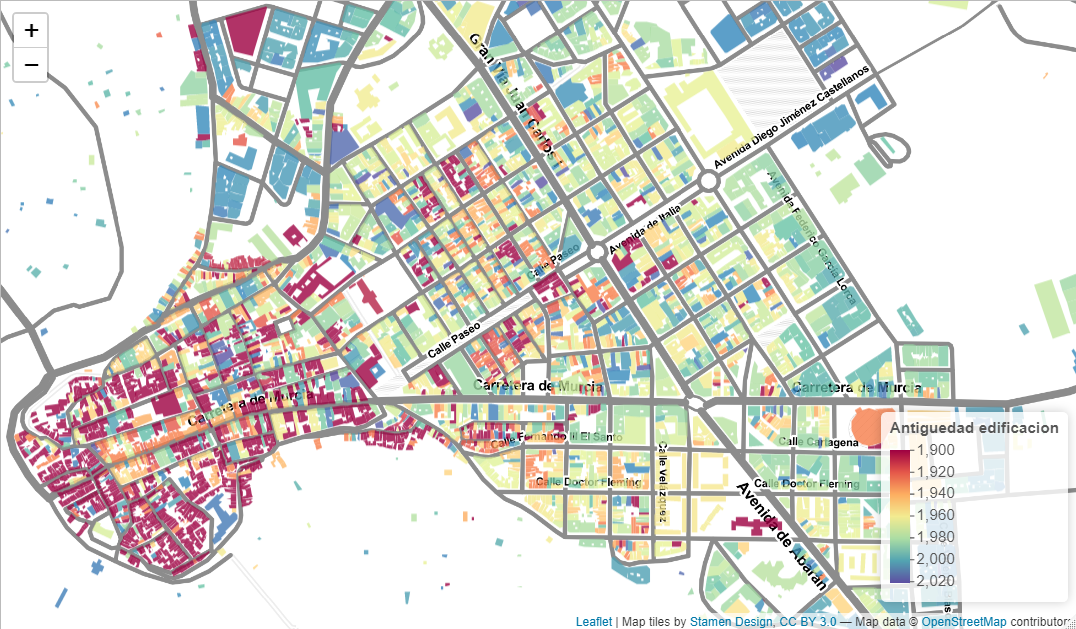 +
−
Gran Vía Juan Carlos I
Avenida Diego Jiménez Castellanos
Avenida Federico García Lorca
Avenida de Italia
Calle Paseo
Calle Paseo
Carretera de Murcia
Carretera de Murcia
Carretera de Murcia
Calle Fernando III El Santo
Calle Cartagena
Calle Doctor Fleming
Calle Doctor Fleming
Calle Velázquez
Avenida de Abarán
Antiguedad edificacion
1,900
1,920
1,940
1,960
1,980
2,000
2,020
Leaflet | Map tiles by Stamen Design, CC BY 3.0 — Map data © OpenStreetMap contributor